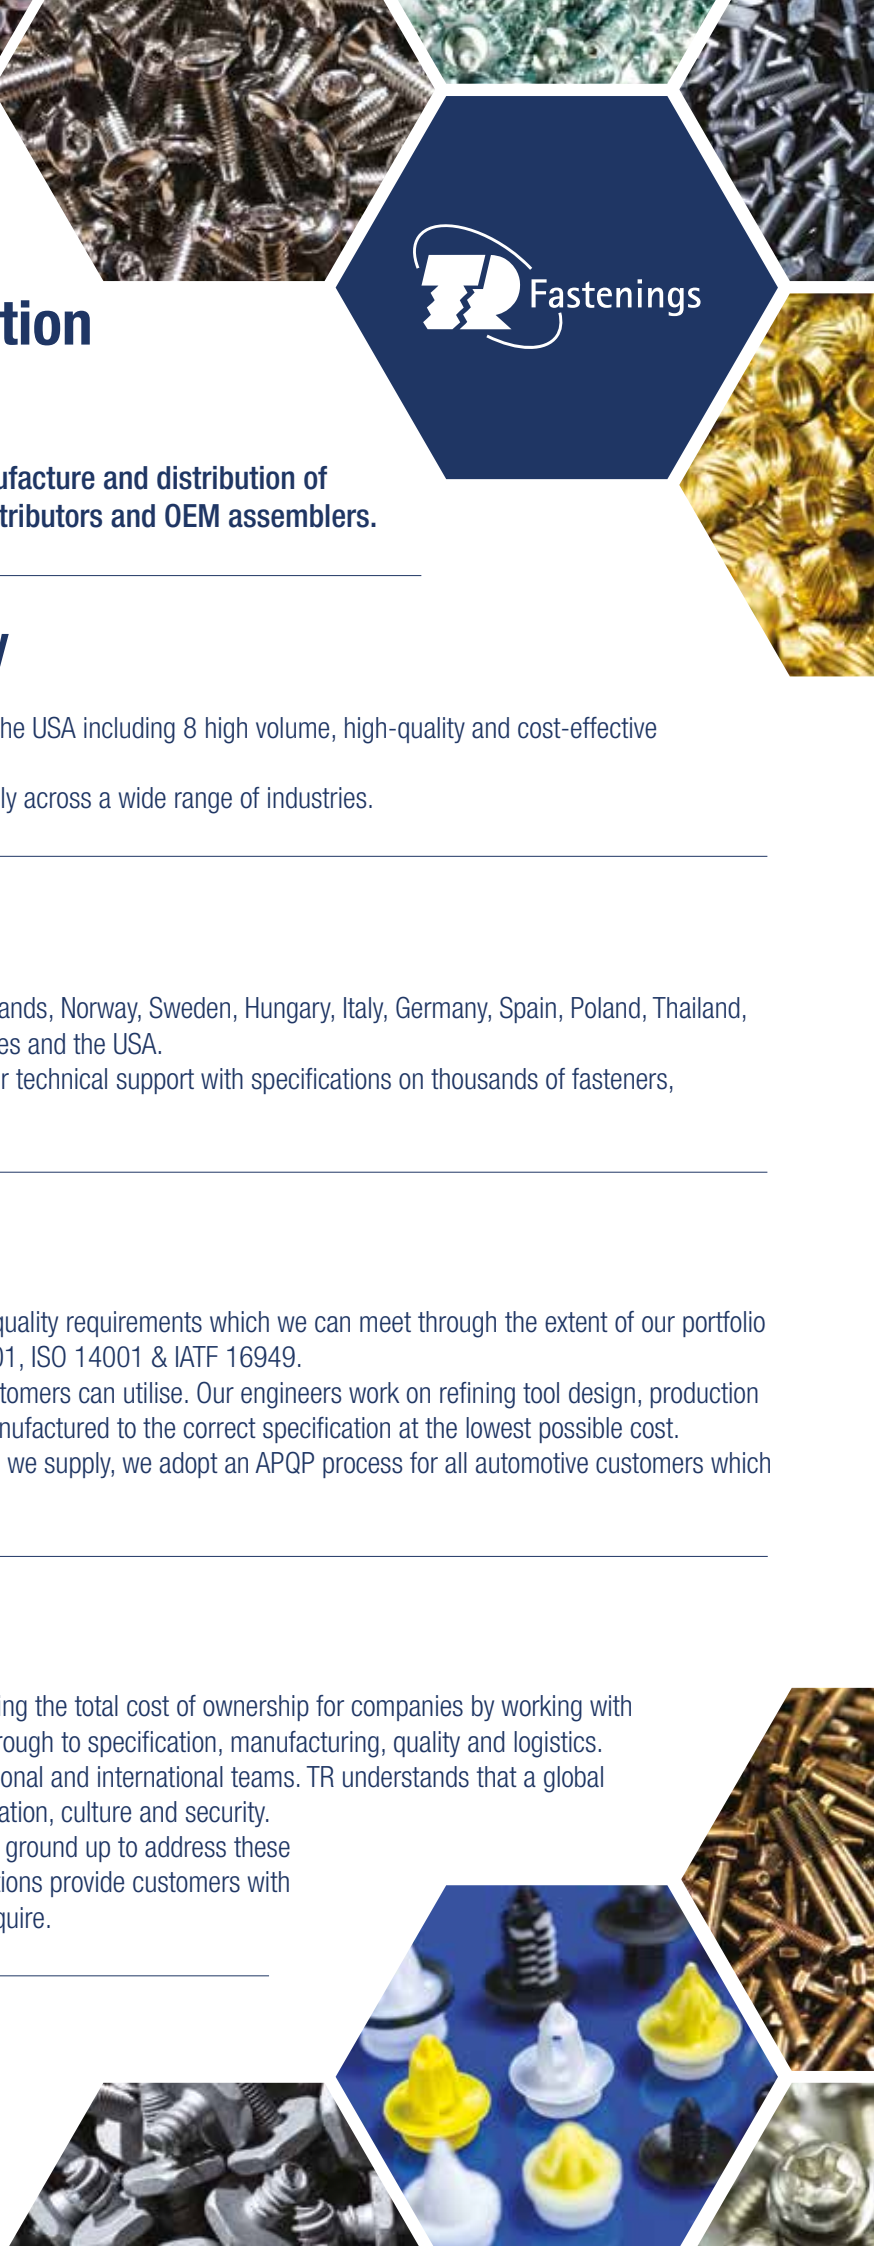 TR Fastenings
tion
ufacture and distribution of
tributors and OEM assemblers.
y
he USA including 8 high volume, high-quality and cost-effective
ly across a wide range of industries.
ands, Norway, Sweden, Hungary, Italy, Germany, Spain, Poland, Thailand,
es and the USA.
r technical support with specifications on thousands of fasteners,
quality requirements which we can meet through the extent of our portfolio
01, ISO 14001 & IATF 16949.
tomers can utilise. Our engineers work on refining tool design, production
nufactured to the correct specification at the lowest possible cost.
we supply, we adopt an APQP process for all automotive customers which
ing the total cost of ownership for companies by working with
rough to specification, manufacturing, quality and logistics.
onal and international teams. TR understands that a global
ation, culture and security.
ground up to address these
tions provide customers with
quire.